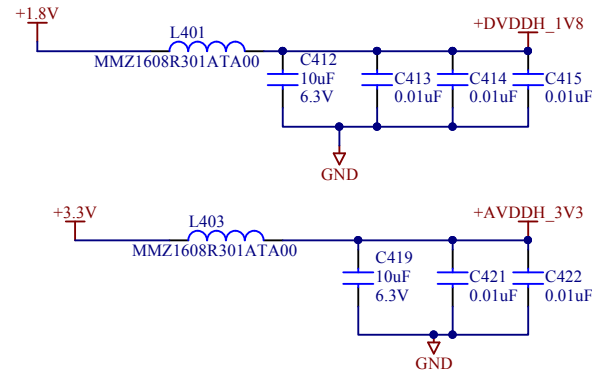 +1.8V
L401
MMZ1608R301ATA00
+DVDDH_1V8
C412
10uF
6.3V
C413
0.01uF
C414
0.01uF
C415
0.01uF
GND
+3.3V
L403
MMZ1608R301ATA00
+AVDDH_3V3
C419
10uF
6.3V
C421
0.01uF
C422
0.01uF
GND